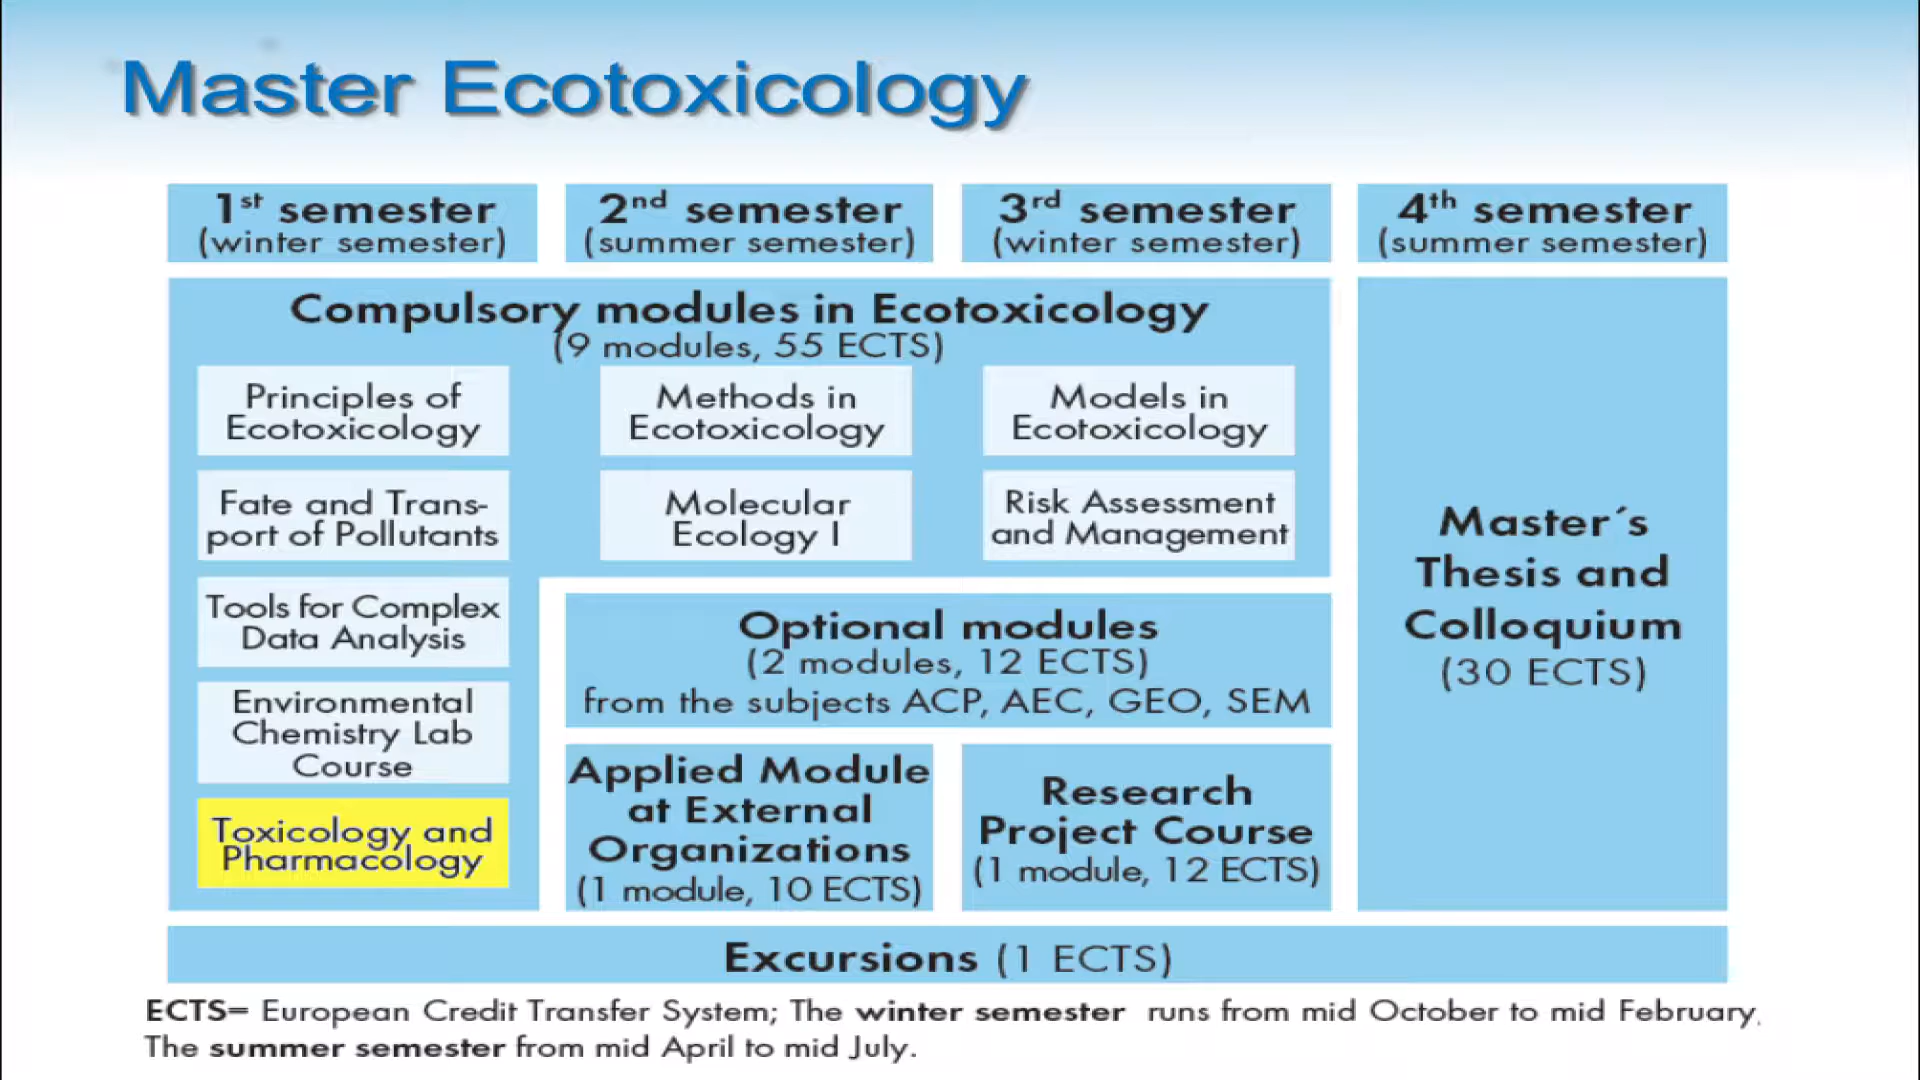 Master Ecotoxicology
1st semester
(winter semester)
2nd semester
(summer semester)
3rd semester
(winter semester)
4th semester
(summer semester)
Compulsory modules in Ecotoxicology
(9 modules, 55 ECTS)
Principles of
Ecotoxicology
Methods in
Ecotoxicology
Models in
Ecotoxicology
Fate and Trans-
port of Pollutants
Molecular
Ecology I
Risk Assessment
and Management
Tools for Complex
Data Analysis
Environmental
Chemistry Lab
Course
Toxicology and
Pharmacology
Optional modules
(2 modules, 12 ECTS)
from the subjects ACP, AEC, GEO, SEM
Applied Module
at External
Organizations
(1 module, 10 ECTS)
Research
Project Course
(1 module, 12 ECTS)
Master´s
Thesis and
Colloquium
(30 ECTS)
Excursions (1 ECTS)
ECTS= European Credit Transfer System; The winter semester runs from mid October to mid February.
The summer semester from mid April to mid July.